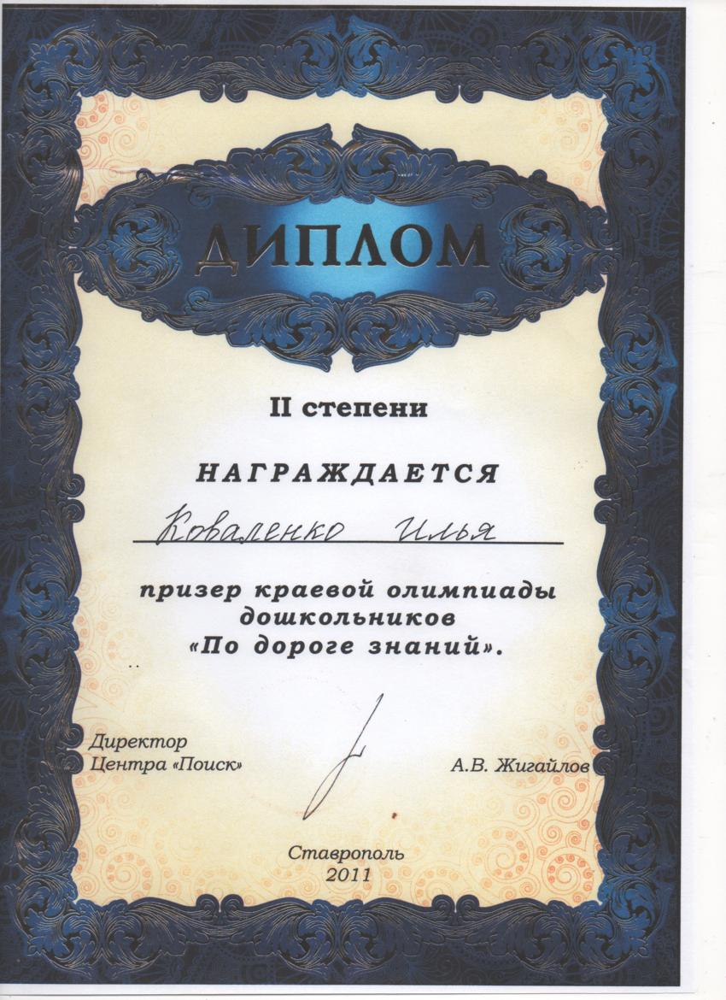 ДИПЛОМ
II степени
НАГРАЖДАЕТСЯ
Коваленко Илья
призер краевой олимпиады
дошкольников
«По дороге знаний».
Директор
Центра «Поиск»
А.В. Жигайлов
Ставрополь
2011